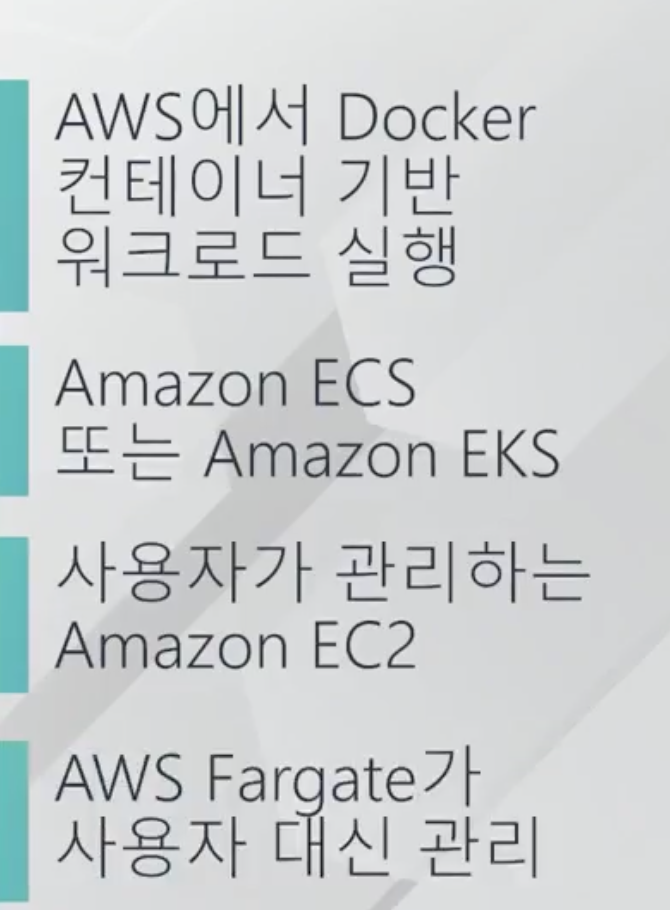 AWS에서 Docker
컨테이너 기반
워크로드 실행
Amazon ECS
또는 Amazon EKS
사용자가 관리하는
Amazon EC2
AWS Fargate가
사용자 대신 관리